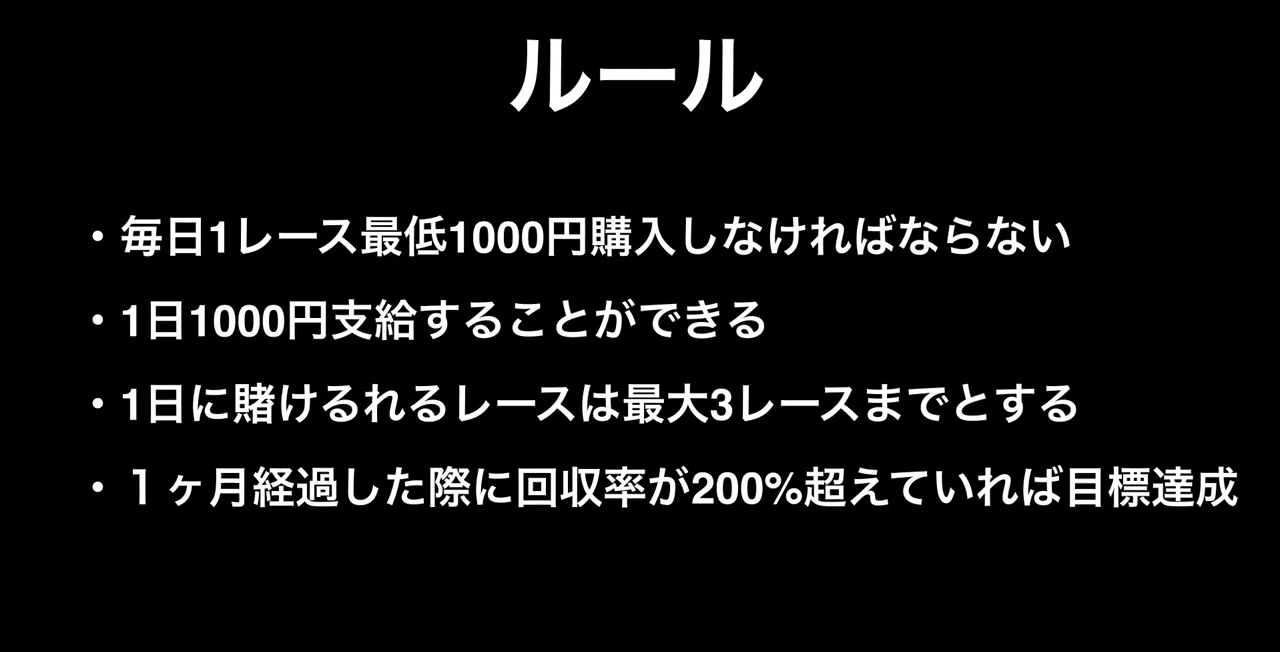 ルール
・毎日1レース最低1000円購入しなければならない
・1日1000円支給することができる
・1日に賭けるれるレースは最大3レースまでとする
・１ヶ月経過した際に回収率が200%超えていれば目標達成